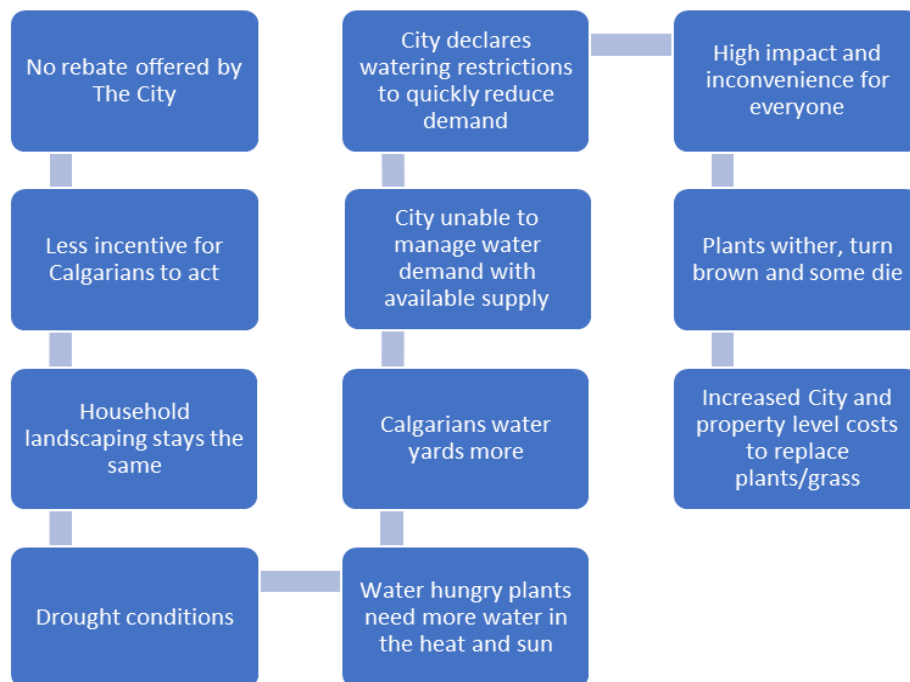 No rebate offered by
The City
Less incentive for
Calgarians to act
Household
landscaping stays the
same
Drought conditions
Water hungry plants
need more water in
the heat and sun
Calgarians water
yards more
City unable to
manage water
demand with
available supply
City declares
watering restrictions
to quickly reduce
demand
High impact and
inconvenience for
everyone
Plants wither, turn
brown and some die
Increased City and
property level costs
to replace
plants/grass